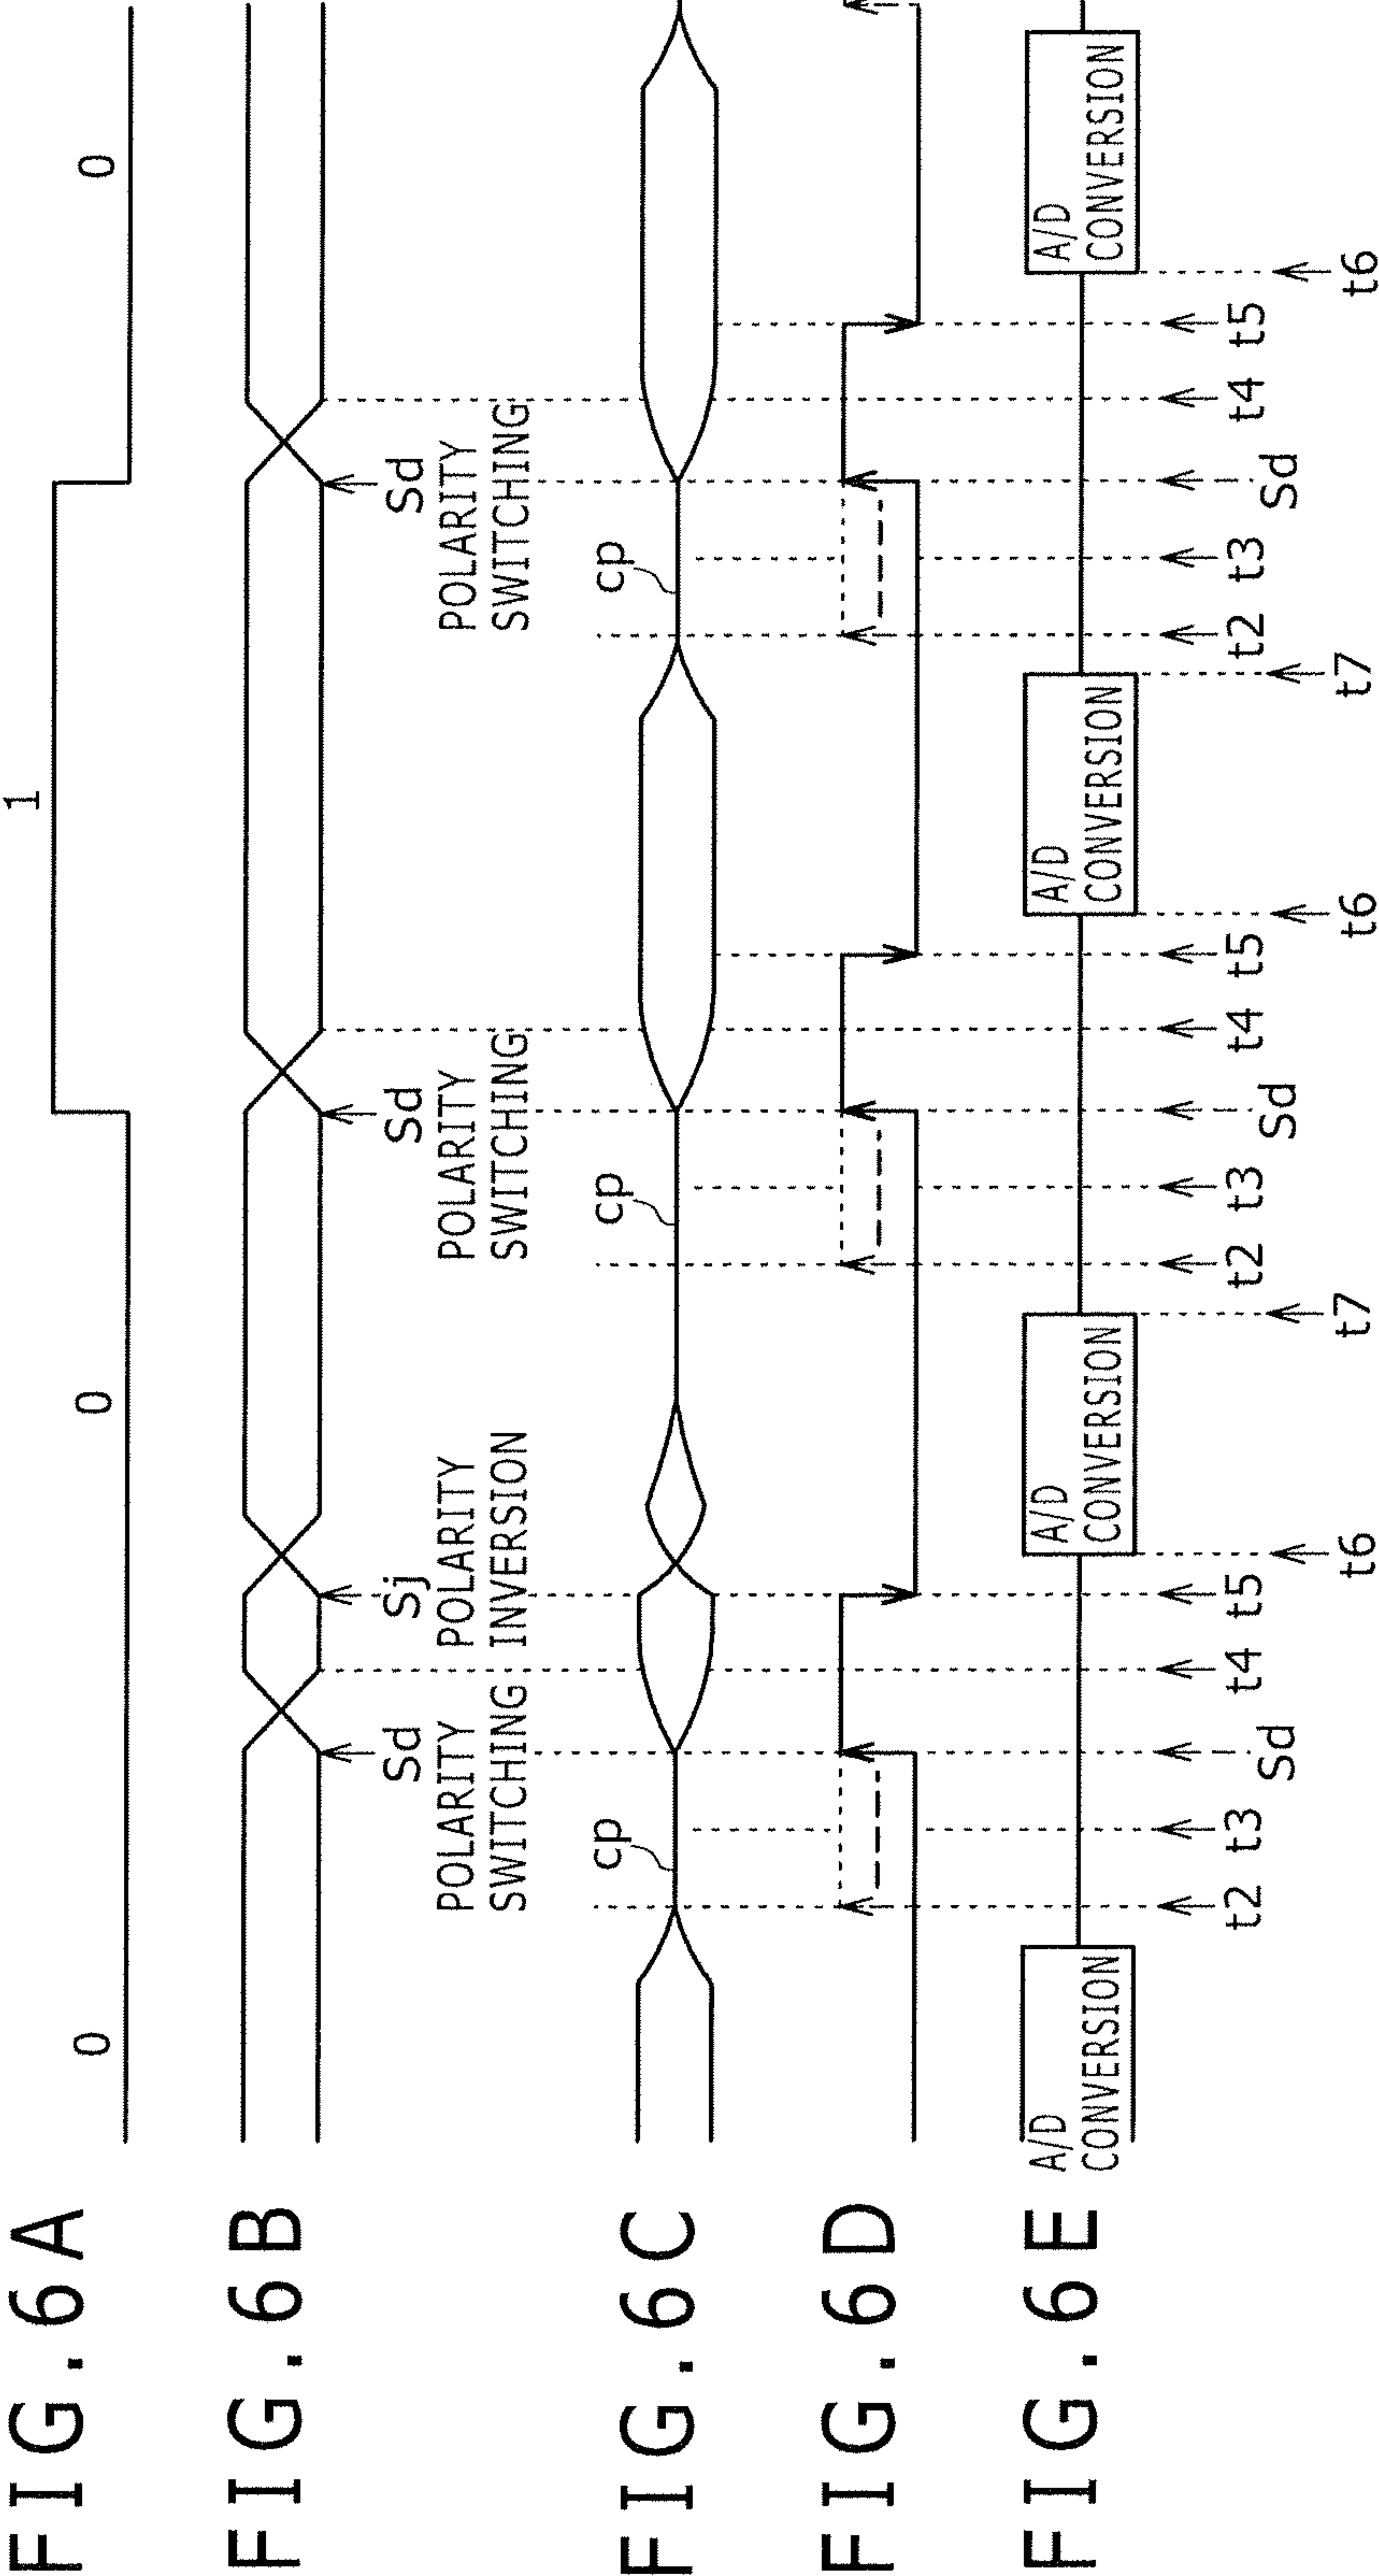 FIG.6A
0
0
1
0
FIG.6B
Sd
POLARITY
SWITCHING
Sj
POLARITY
INVERSION
Sd
POLARITY
SWITCHING
Sd
POLARITY
SWITCHING
FIG.6C
cp
cp
cp
FIG.6D
FIG.6E
A/D
CONVERSION
A/D
CONVERSION
A/D
CONVERSION
A/D
CONVERSION
t2
t3
Sd
t4
t5
t6
t7
t2
t3
Sd
t4
t5
t6
t7
t2
t3
Sd
t4
t5
t6